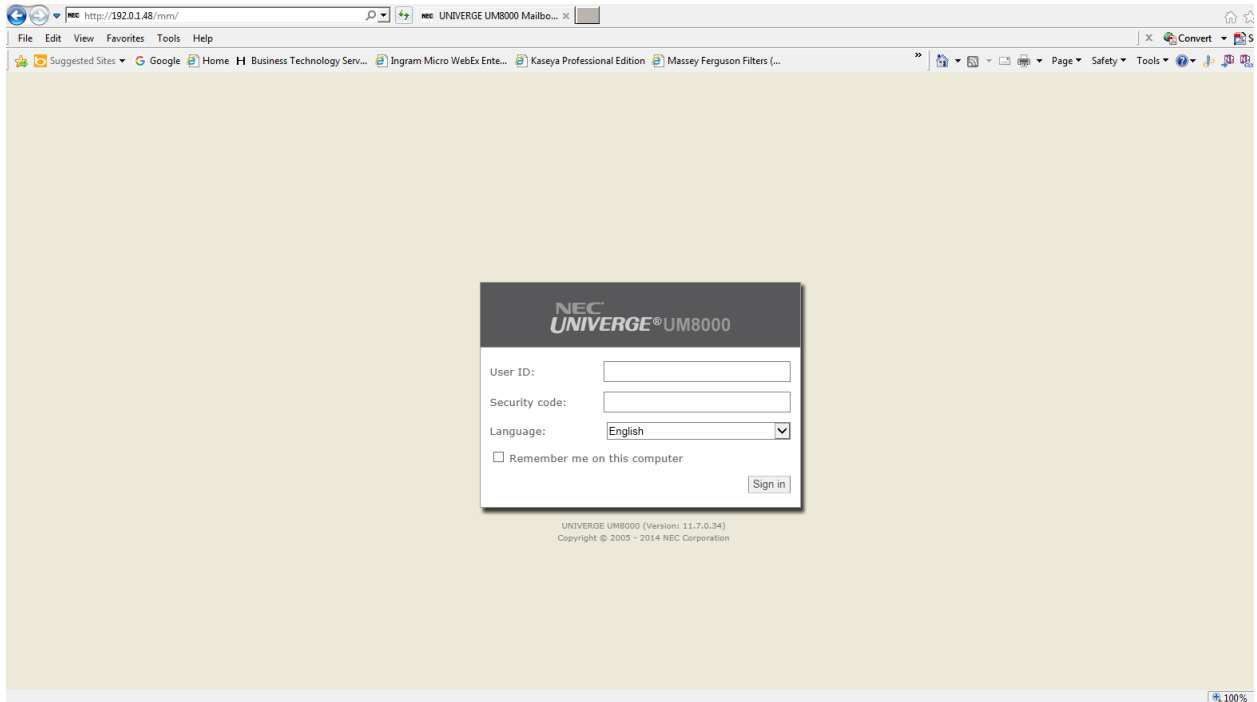 NEC http://192.0.1.48/mm/ NEC UNIVERGE UM8000 Mailbo...
File Edit View Favorites Tools Help
Convert S
Suggested Sites Google Home H Business Technology Serv... Ingram Micro WebEx Ente... Kaseya Professional Edition Massey Ferguson Filters (...
» Page Safety Tools
NEC
UNIVERGE®UM8000
User ID:
Security code:
Language: English
Remember me on this computer
Sign in
UNIVERGE UM8000 (Version: 11.7.0.34)
Copyright © 2005 - 2014 NEC Corporation
100%